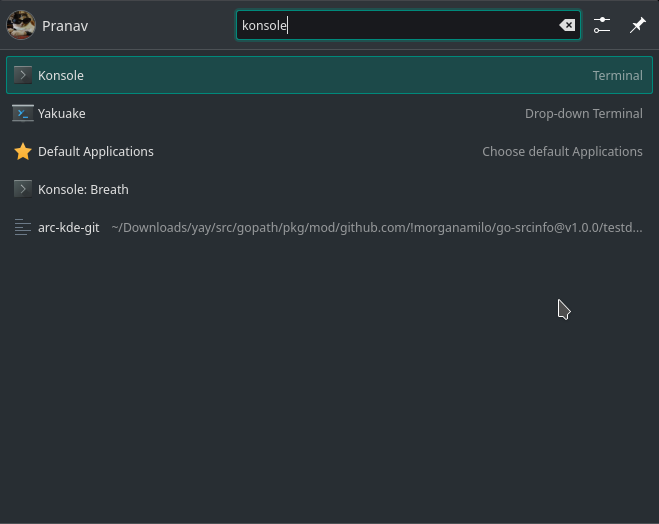 Pranav konsole
Konsole Terminal
Yakuake Drop-down Terminal
Default Applications Choose default Applications
Konsole: Breath
arc-kde-git ~/Downloads/yay/src/gopath/pkg/mod/github.com/!morganamilo/go-srcinfo@v1.0.0/testd...